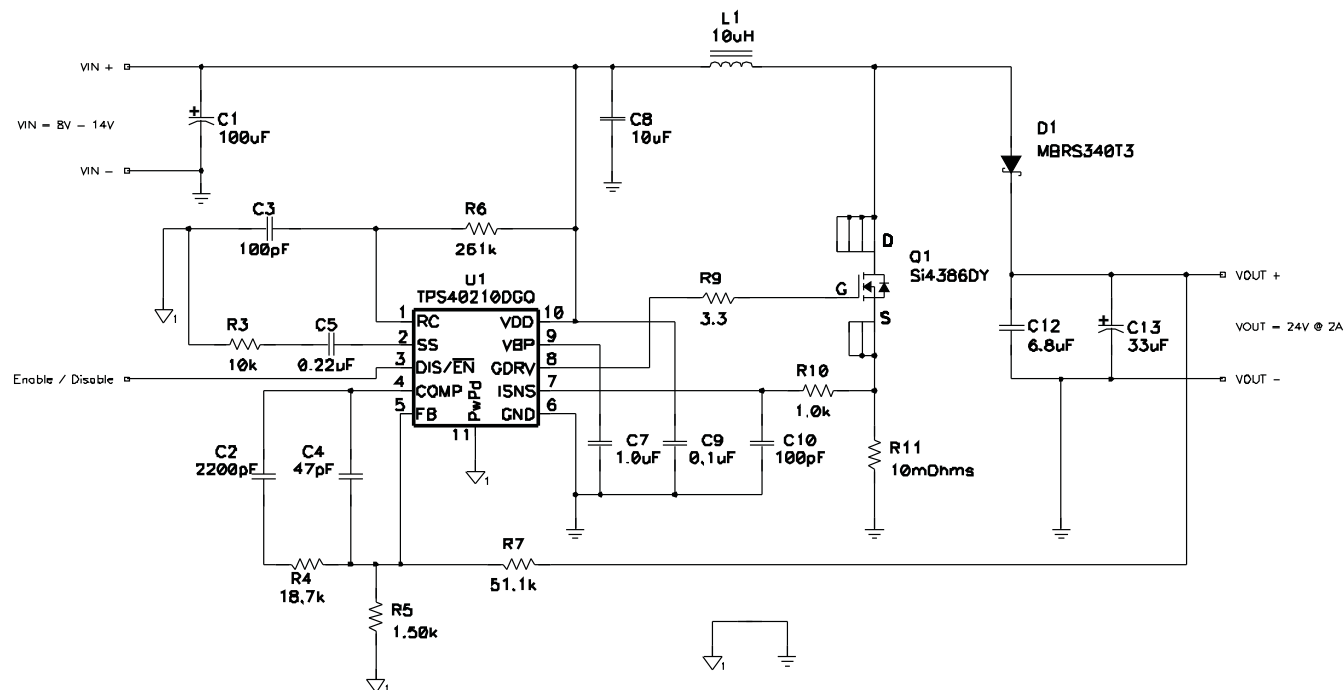 L1
10uH
VIN +
VIN = 8V - 14V
VIN -
C1
100uF
C8
10uF
D1
MBRS340T3
C3
100pF
R6
261k
U1
TPS40210DGQ
1
RC
2
SS
3
DIS/EN
4
COMP
5
FB
VDD
10
VBP
9
GDRV
8
ISNS
7
GND
6
PwPd
11
1
R3
10k
C5
0.22uF
Enable / Disable
1
D
Q1
Si4386DY
G
S
R9
3.3
VOUT +
C12
6.8uF
C13
33uF
VOUT = 24V @ 2A
VOUT -
R10
1.0k
C2
2200pF
C4
47pF
C7
1.0uF
C9
0.1uF
C10
100pF
R11
10mOhms
R4
18.7k
R7
51.1k
R5
1.50k
1
1